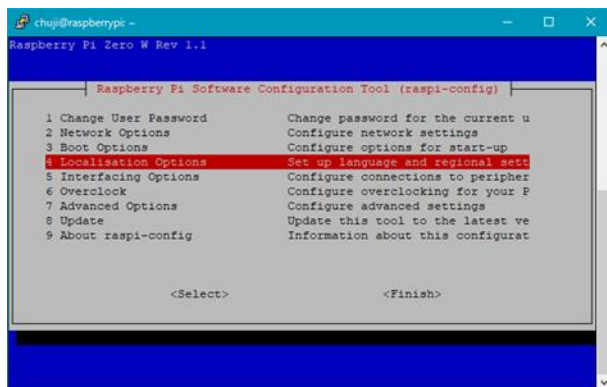 chuji@raspberrypi: ~
Raspberry Pi Zero W Rev 1.1
Raspberry Pi Software Configuration Tool (raspi-config)
1 Change User Password Change password for the current u
2 Network Options Configure network settings
3 Boot Options Configure options for start-up
4 Localisation Options Set up language and regional sett
5 Interfacing Options Configure connections to peripher
6 Overclock Configure overclocking for your P
7 Advanced Options Configure advanced settings
8 Update Update this tool to the latest ve
9 About raspi-config Information about this configurat
<Select> <Finish>